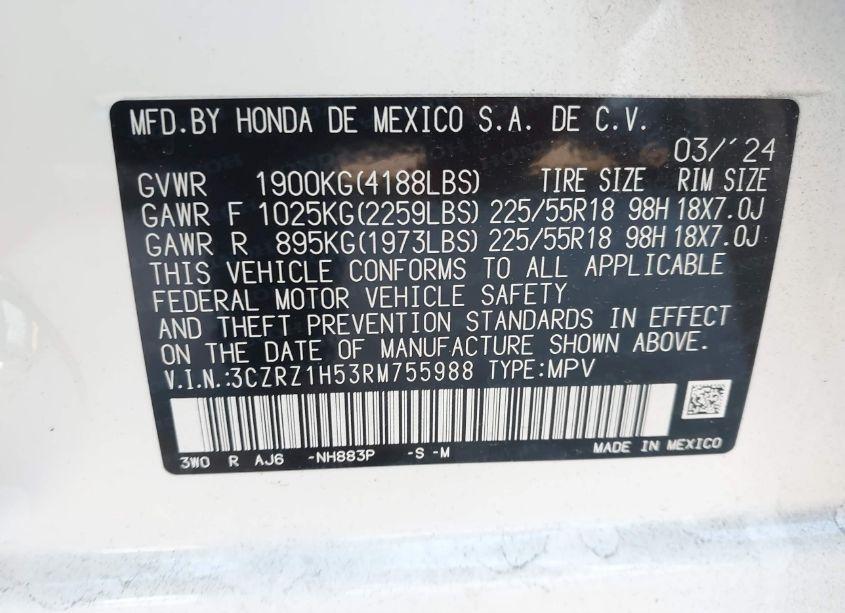 MFD.BY HONDA DE MEXICO S.A. DE C.V.
03/´24
GVWR 1900KG(4188LBS) TIRE SIZE RIM SIZE
GAWR F 1025KG(2259LBS) 225/55R18 98H 18X7.0J
GAWR R 895KG(1973LBS) 225/55R18 98H 18X7.0J
THIS VEHICLE CONFORMS TO ALL APPLICABLE
FEDERAL MOTOR VEHICLE SAFETY
AND THEFT PREVENTION STANDARDS IN EFFECT
ON THE DATE OF MANUFACTURE SHOWN ABOVE.
V.I.N.:3CZRZ1H53RM755988 TYPE:MPV
3W0 R AJ6 -NH883P -S -M MADE IN MEXICO